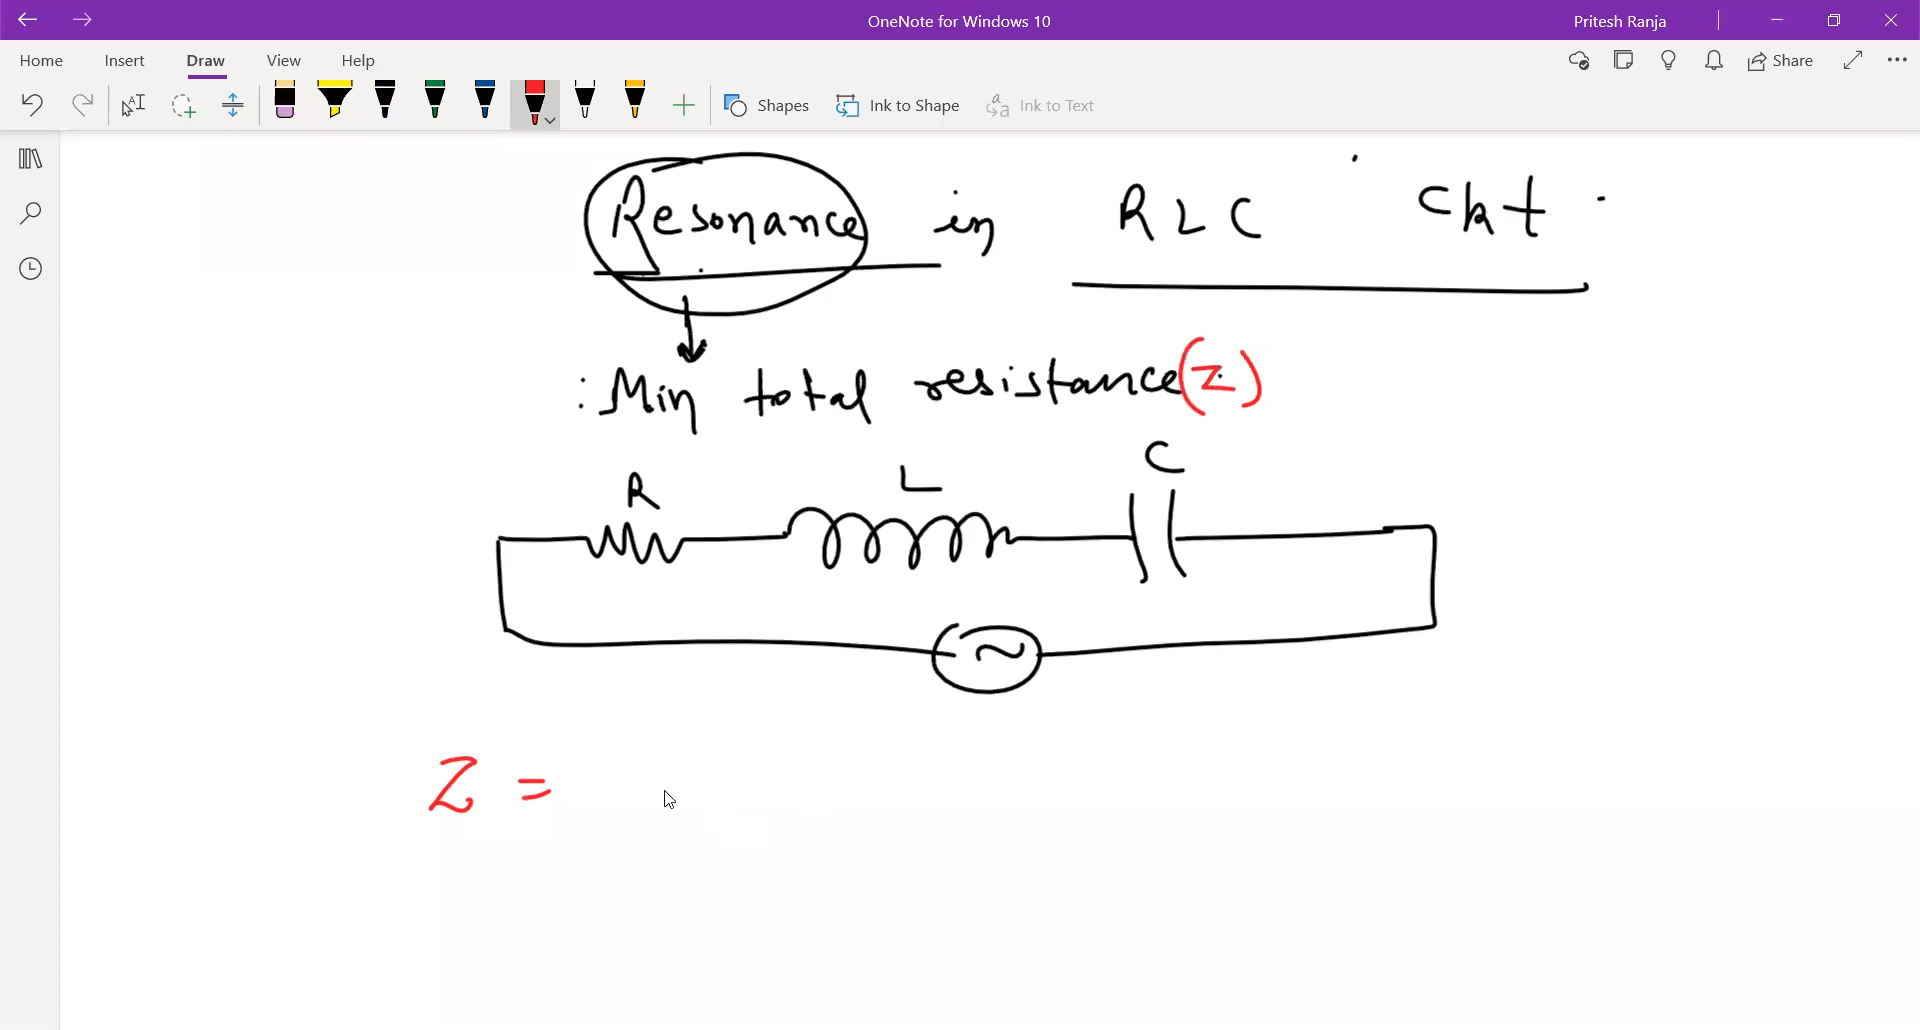 OneNote for Windows 10
Pritesh Ranja
Home Insert Draw View Help
Share
Shapes Ink to Shape Ink to Text
Resonance in RLC Ckt
: Min total resistance (Z)
R L C
Z =